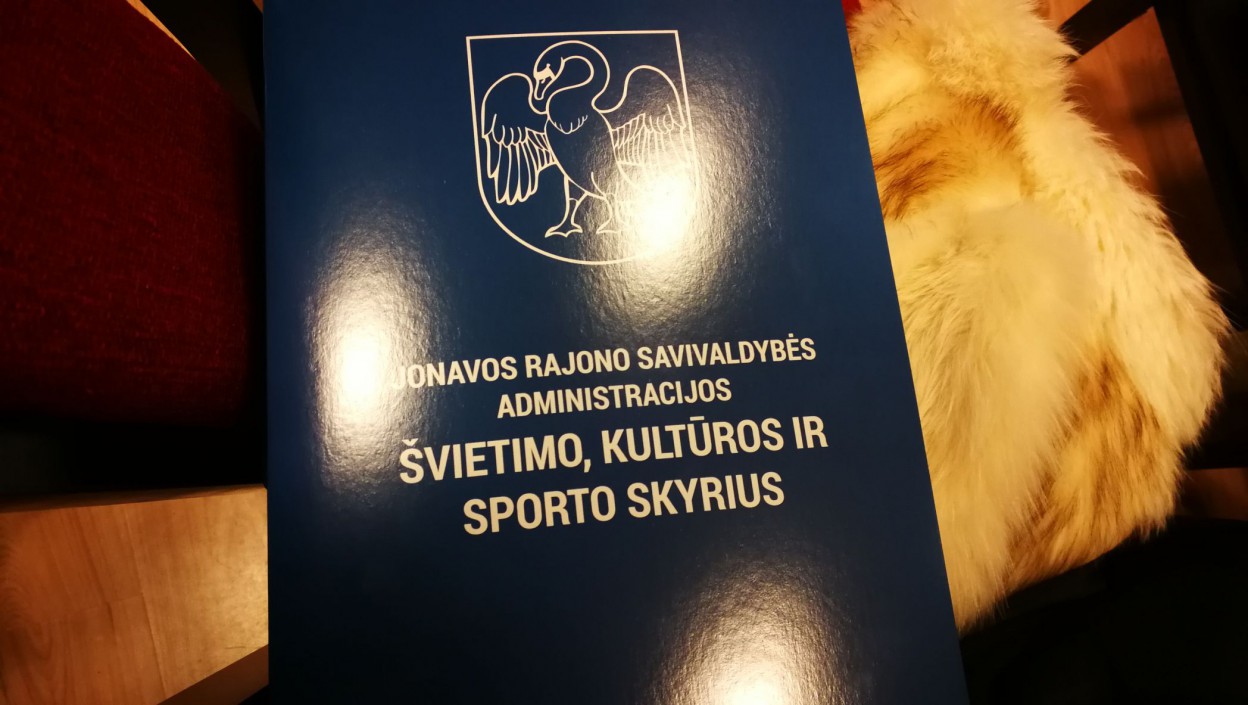 JONAVOS RAJONO SAVIVALDYBĖS
ADMINISTRACIJOS
ŠVIETIMO, KULTŪROS IR
SPORTO SKYRIUS